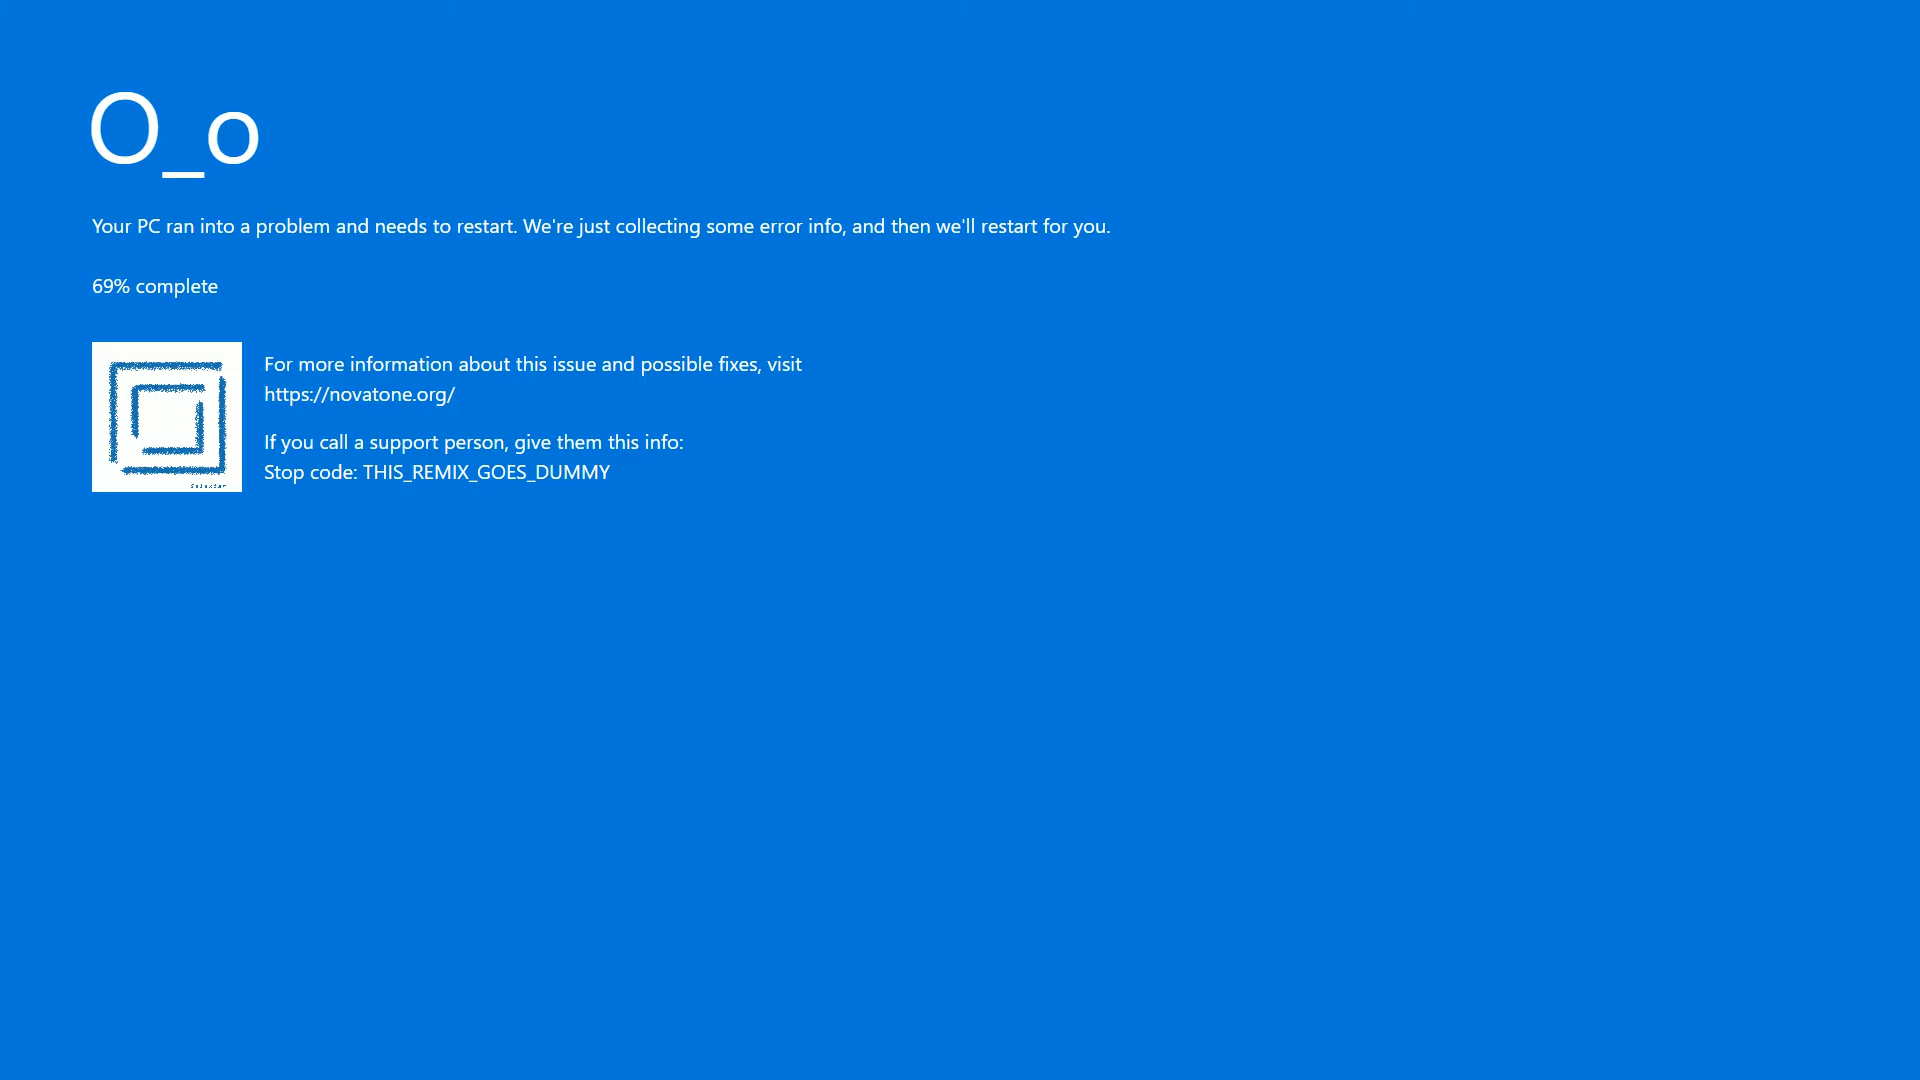 O_o
Your PC ran into a problem and needs to restart. We're just collecting some error info, and then we'll restart for you.
69% complete
For more information about this issue and possible fixes, visit
https://novatone.org/
If you call a support person, give them this info:
Stop code: THIS_REMIX_GOES_DUMMY